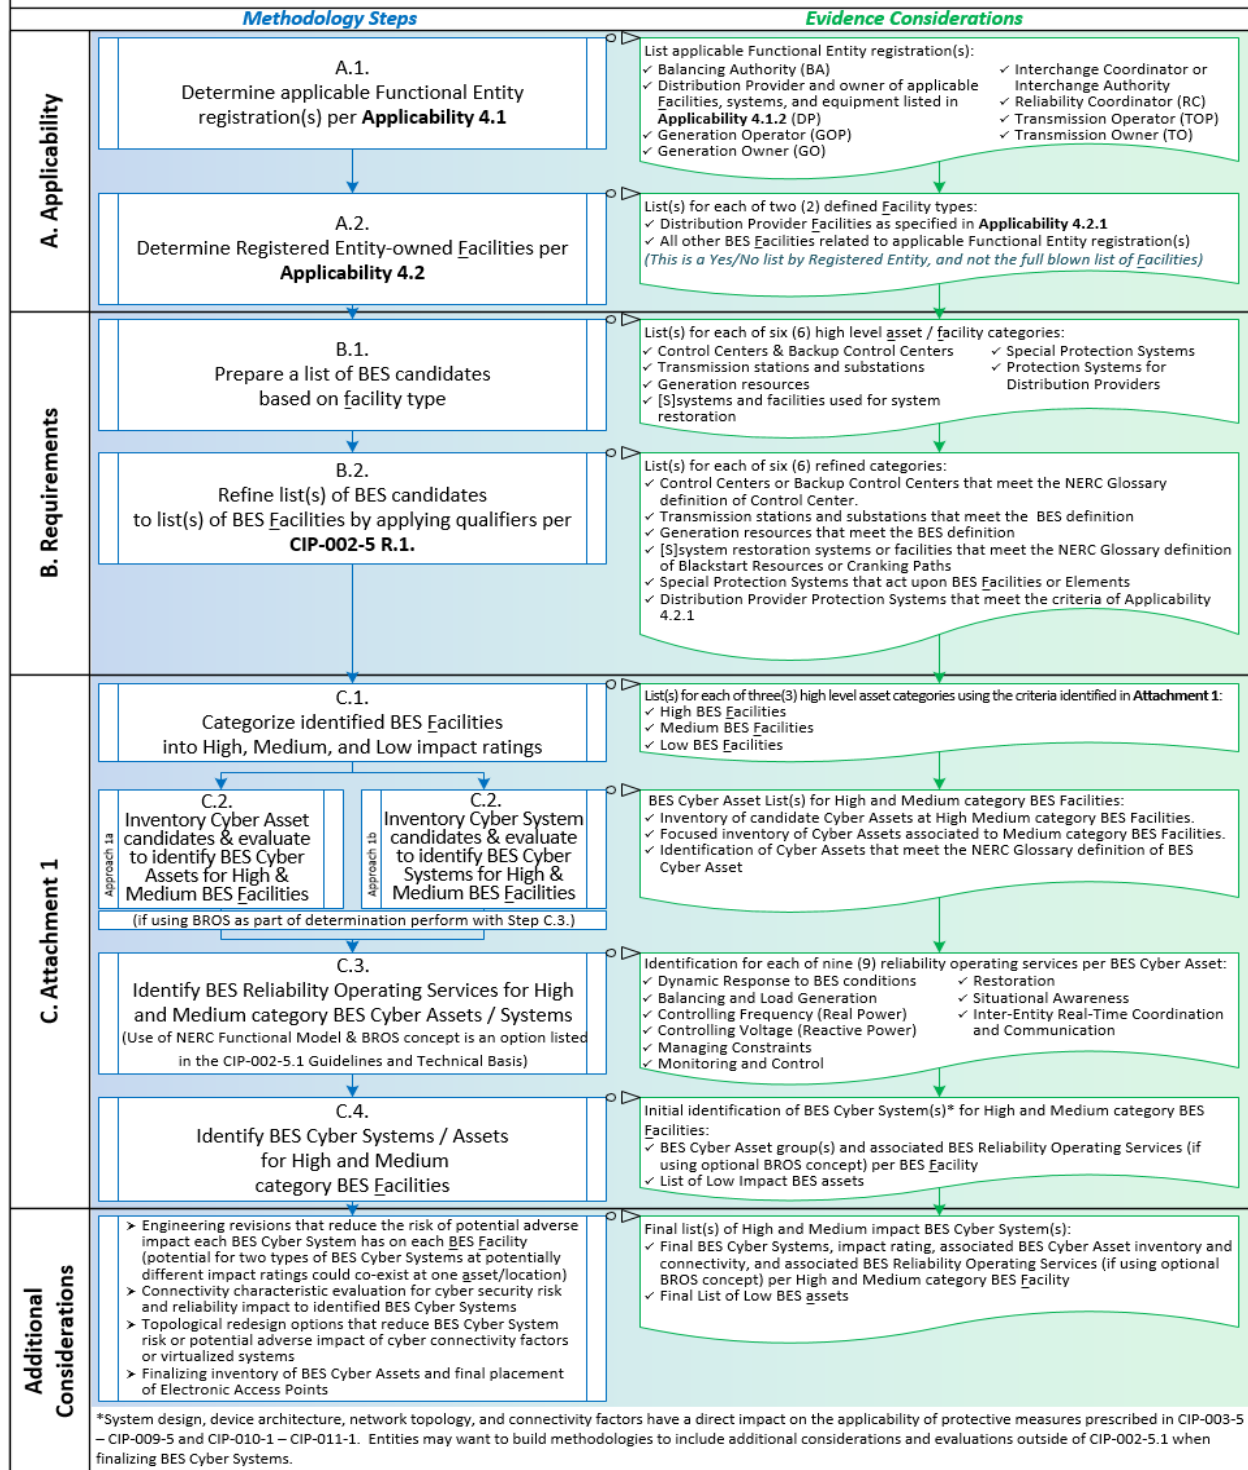 Methodology Steps
Evidence Considerations
A. Applicability
A.1.
Determine applicable Functional Entity
registration(s) per Applicability 4.1
List applicable Functional Entity registration(s):
✓ Balancing Authority (BA)
✓ Distribution Provider and owner of applicable
Facilities, systems, and equipment listed in
Applicability 4.1.2 (DP)
✓ Generation Operator (GOP)
✓ Generation Owner (GO)
✓ Interchange Coordinator or
Interchange Authority
✓ Reliability Coordinator (RC)
✓ Transmission Operator (TOP)
✓ Transmission Owner (TO)
A.2.
Determine Registered Entity-owned Facilities per
Applicability 4.2
List(s) for each of two (2) defined Facility types:
✓ Distribution Provider Facilities as specified in Applicability 4.2.1
✓ All other BES Facilities related to applicable Functional Entity registration(s)
(This is a Yes/No list by Registered Entity, and not the full blown list of Facilities)
B. Requirements
B.1.
Prepare a list of BES candidates
based on facility type
List(s) for each of six (6) high level asset / facility categories:
✓ Control Centers & Backup Control Centers
✓ Transmission stations and substations
✓ Generation resources
✓ [S]systems and facilities used for system
restoration
✓ Special Protection Systems
✓ Protection Systems for
Distribution Providers
B.2.
Refine list(s) of BES candidates
to list(s) of BES Facilities by applying qualifiers per
CIP-002-5 R.1.
List(s) for each of six (6) refined categories:
✓ Control Centers or Backup Control Centers that meet the NERC Glossary
definition of Control Center.
✓ Transmission stations and substations that meet the BES definition
✓ Generation resources that meet the BES definition
✓ [S]system restoration systems or facilities that meet the NERC Glossary definition
of Blackstart Resources or Cranking Paths
✓ Special Protection Systems that act upon BES Facilities or Elements
✓ Distribution Provider Protection Systems that meet the criteria of Applicability
4.2.1
C. Attachment 1
C.1.
Categorize identified BES Facilities
into High, Medium, and Low impact ratings
List(s) for each of three(3) high level asset categories using the criteria identified in Attachment 1:
✓ High BES Facilities
✓ Medium BES Facilities
✓ Low BES Facilities
Approach 1a
C.2.
Inventory Cyber Asset
candidates & evaluate
to identify BES Cyber
Assets for High &
Medium BES Facilities
Approach 1b
C.2.
Inventory Cyber System
candidates & evaluate
to identify BES Cyber
Systems for High &
Medium BES Facilities
(if using BROS as part of determination perform with Step C.3.)
BES Cyber Asset List(s) for High and Medium category BES Facilities:
✓ Inventory of candidate Cyber Assets at High Medium category BES Facilities.
✓ Focused inventory of Cyber Assets associated to Medium category BES Facilities.
✓ Identification of Cyber Assets that meet the NERC Glossary definition of BES
Cyber Asset
C.3.
Identify BES Reliability Operating Services for High
and Medium category BES Cyber Assets / Systems
(Use of NERC Functional Model & BROS concept is an option listed
in the CIP-002-5.1 Guidelines and Technical Basis)
Identification for each of nine (9) reliability operating services per BES Cyber Asset:
✓ Dynamic Response to BES conditions
✓ Balancing and Load Generation
✓ Controlling Frequency (Real Power)
✓ Controlling Voltage (Reactive Power)
✓ Managing Constraints
✓ Monitoring and Control
✓ Restoration
✓ Situational Awareness
✓ Inter-Entity Real-Time Coordination
and Communication
C.4.
Identify BES Cyber Systems / Assets
for High and Medium
category BES Facilities
Initial identification of BES Cyber System(s)* for High and Medium category BES
Facilities:
✓ BES Cyber Asset group(s) and associated BES Reliability Operating Services (if
using optional BROS concept) per BES Facility
✓ List of Low Impact BES assets
Additional
Considerations
➢ Engineering revisions that reduce the risk of potential adverse
impact each BES Cyber System has on each BES Facility
(potential for two types of BES Cyber Systems at potentially
different impact ratings could co-exist at one asset/location)
➢ Connectivity characteristic evaluation for cyber security risk
and reliability impact to identified BES Cyber Systems
➢ Topological redesign options that reduce BES Cyber System
risk or potential adverse impact of cyber connectivity factors
or virtualized systems
➢ Finalizing inventory of BES Cyber Assets and final placement
of Electronic Access Points
Final list(s) of High and Medium impact BES Cyber System(s):
✓ Final BES Cyber Systems, impact rating, associated BES Cyber Asset inventory and
connectivity, and associated BES Reliability Operating Services (if using optional
BROS concept) per High and Medium category BES Facility
✓ Final List of Low BES assets
*System design, device architecture, network topology, and connectivity factors have a direct impact on the applicability of protective measures prescribed in CIP-003-5
– CIP-009-5 and CIP-010-1 – CIP-011-1. Entities may want to build methodologies to include additional considerations and evaluations outside of CIP-002-5.1 when
finalizing BES Cyber Systems.